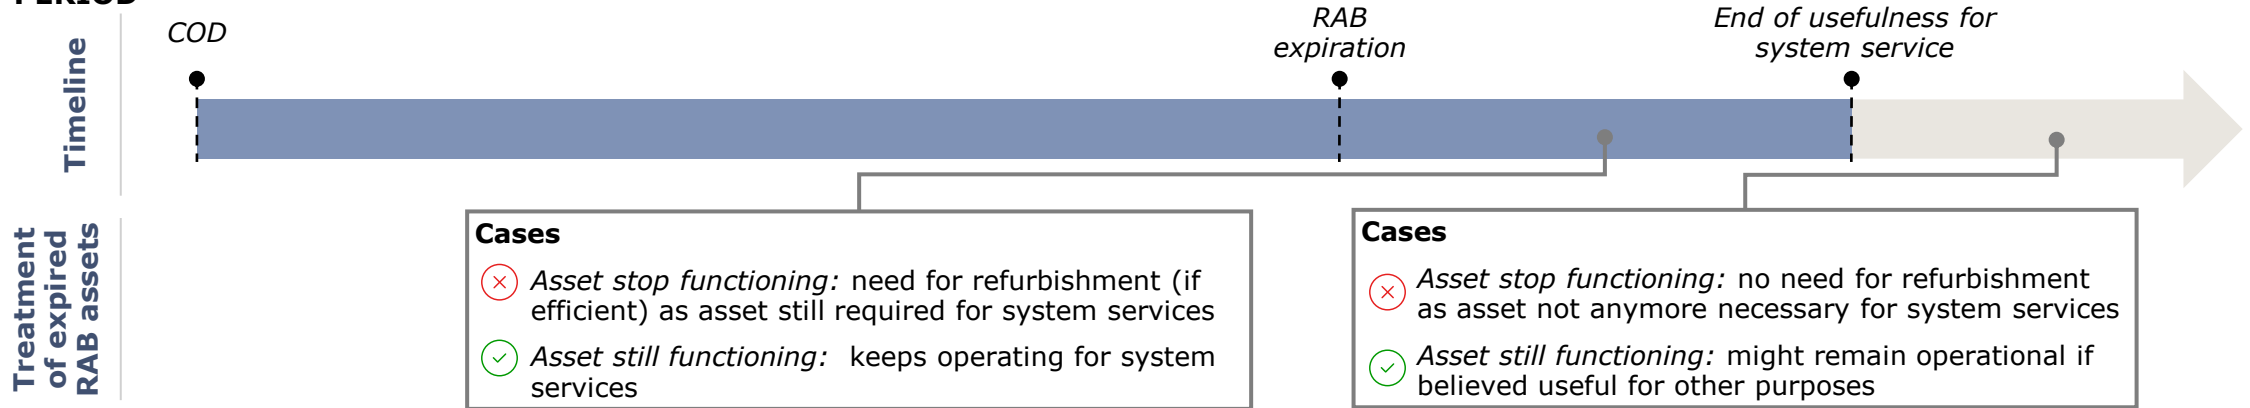 PERIOD
Timeline
COD
RAB
expiration
End of usefulness for
system service
Treatment
of expired
RAB assets
Cases
Asset stop functioning: need for refurbishment (if
efficient) as asset still required for system services
Asset still functioning:  keeps operating for system
services
Cases
Asset stop functioning: no need for refurbishment
as asset not anymore necessary for system services
Asset still functioning: might remain operational if
believed useful for other purposes